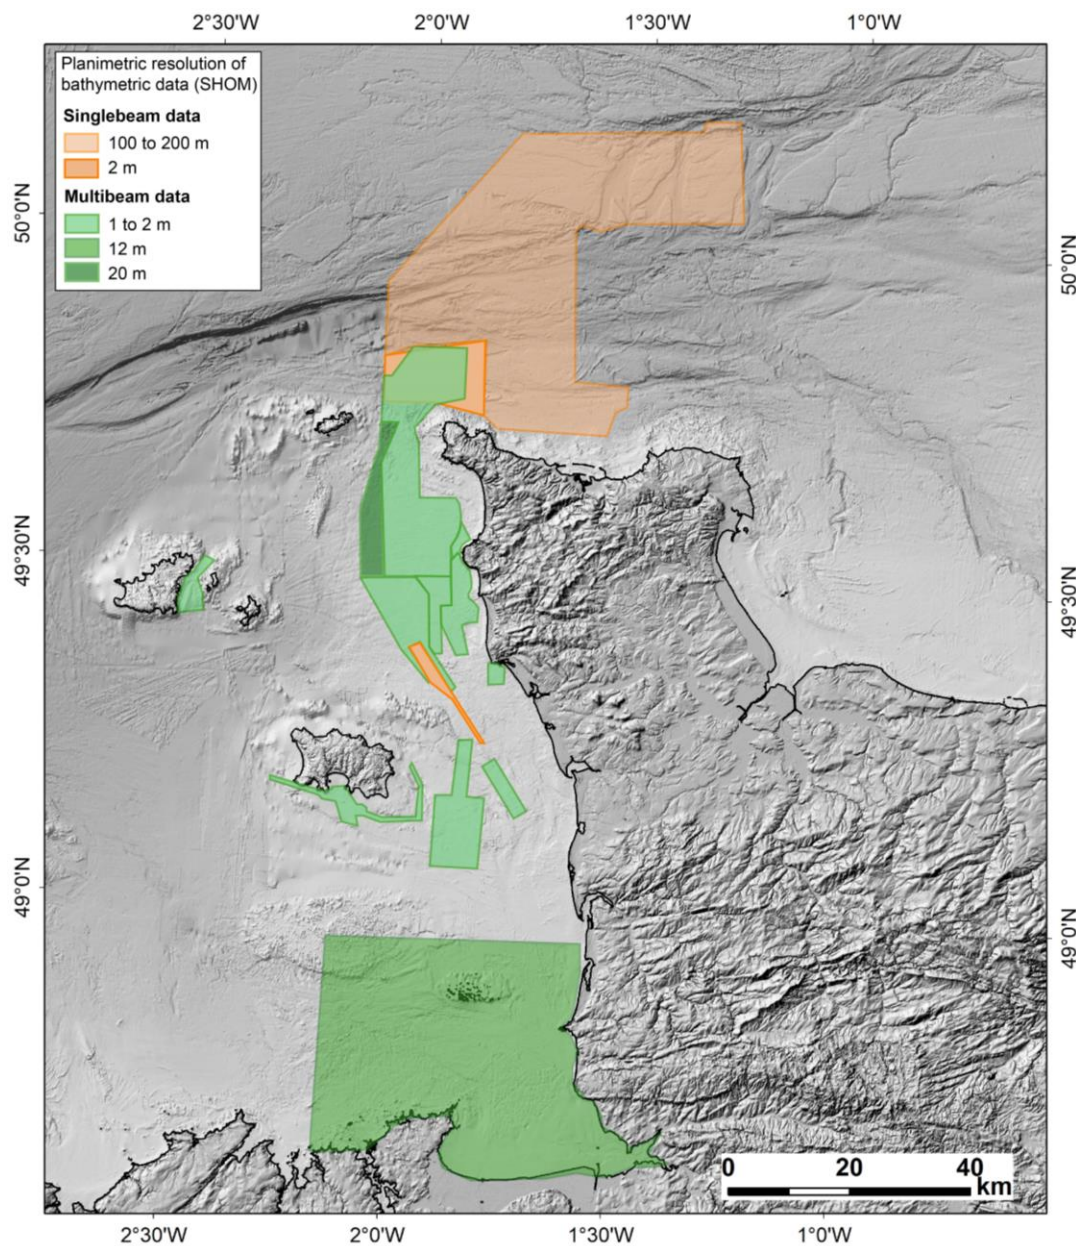 2°30'W 2°0'W 1°30'W 1°0'W
Planimetric resolution of
bathymetric data (SHOM)
Singlebeam data
100 to 200 m
2 m
Multibeam data
1 to 2 m
12 m
20 m
50°0'N
50°0'N
49°30'N
49°30'N
49°0'N
49°0'N
0 20 40
km
2°30'W 2°0'W 1°30'W 1°0'W